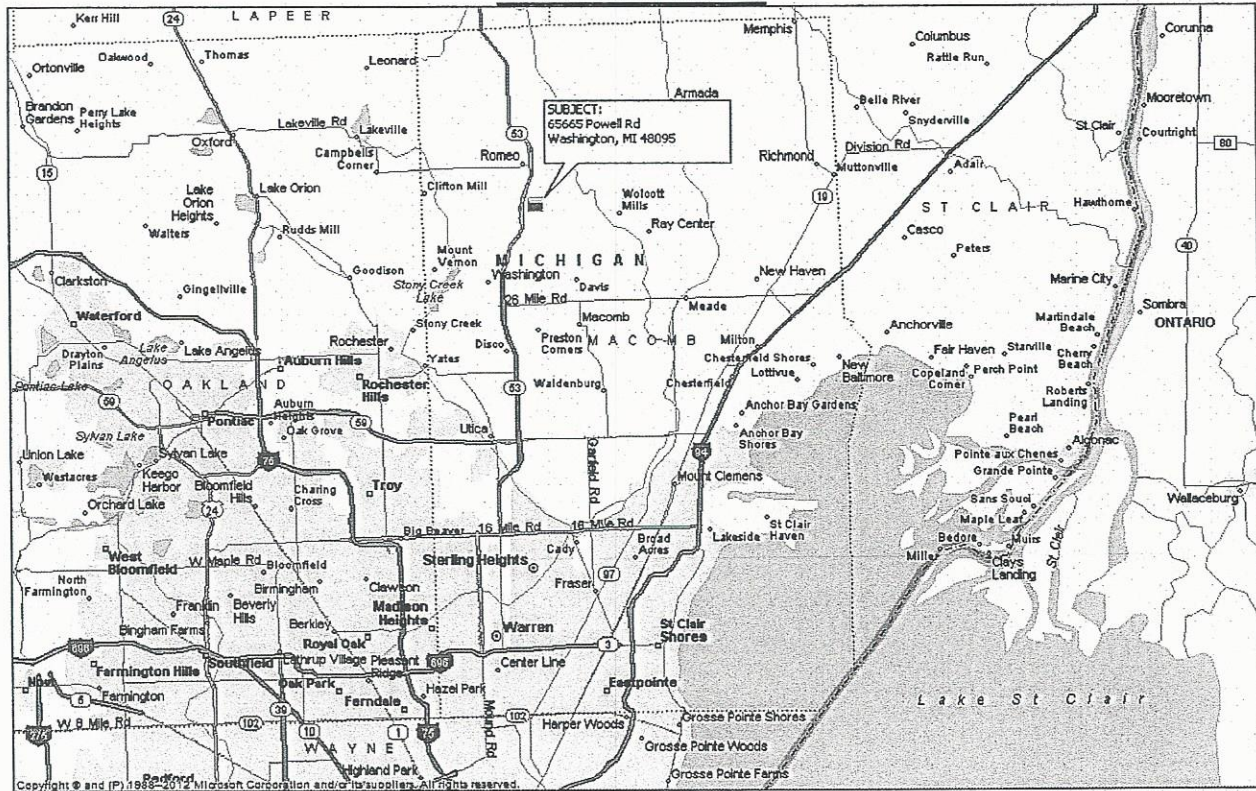 LAPEER
Kerr Hill
24
Memphis
Columbus
Corunna
Ortonville
Oakwood
Thomas
Leonard
Rattle Run
SUBJECT:
65665 Powell Rd
Washington, MI 48095
Armada
Brandon
Gardens
Perry Lake
Heights
Belle River
Snyderville
Mooretown
Lakeville Rd
Lakeville
53
St Clair
Courtright
Oxford
Campbells
Corner
Romeo
Richmond
Division Rd
Muttonville
Adair
80
15
Lake
Orion
Heights
Lake Orion
Clifton Mill
Wolcott
Mills
19
ST CLAIR
Hawthorne
Walters
Rudds Mill
Ray Center
Casco
Peters
40
Mount
Vernon
MICHIGAN
Clarkston
Goodison
Washington
New Haven
Marine City
Gingellville
Stony Creek
Lake
Davis
26 Mile Rd
Meade
Sombra
Waterford
Stony Creek
Macomb
Anchorville
Martindale
Beach
ONTARIO
Drayton
Plains
Lake
Angelus
Lake Angelus
Rochester
Disco
Preston
Corners
MACOMB
Milton
Starville
Auburn Hills
Yates
Chesterfield Shores
New
Baltimore
Fair Haven
Cherry
Beach
Pontiac Lake
OAKLAND
Rochester
Hills
53
Waldenburg
Lottivue
Chesterfield
Copeland
Corner
Perch Point
Roberts
Landing
59
Pontiac
Auburn
Heights
59
Anchor Bay Gardens
Pearl
Beach
Sylvan Lake
Oak Grove
Utica
Anchor Bay
Shores
Algonac
Union Lake
Sylvan Lake
75
Garfield Rd
94
Pointe aux Chenes
Westacres
Keego
Harbor
Bloomfield
Hills
Charing
Cross
Troy
Mount Clemens
Grande Pointe
Orchard Lake
24
Sans Souci
Wallaceburg
Big Beaver
16 Mile Rd
16 Mile Rd
St Clair
Haven
Maple Leaf
West
Bloomfield
W Maple Rd
Bloomfield
Sterling Heights
Cady
Broad
Acres
Lakeside
Bedore
Muirs
St Clair
North
Farmington
Birmingham
Clawson
97
Miller
Clays
Landing
Franklin
Beverly
Hills
Madison
Heights
Fraser
Bingham Farms
Berkley
Royal Oak
Warren
St Clair
Shores
696
Southfield
Lathrup Village
Pleasant
Ridge
696
3
Farmington Hills
Center Line
Novi
Farmington
Oak Park
Hazel Park
Eastpointe
Lake St Clair
5
39
Ferndale
W 8 Mile Rd
102
Mound Rd
102
Harper Woods
Grosse Pointe Shores
275
10
1
75
WAYNE
Grosse Pointe Woods
Redford
Highland Park
Grosse Pointe Farms
Copyright © and (P) 1988–2012 Microsoft Corporation and/or its suppliers. All rights reserved.